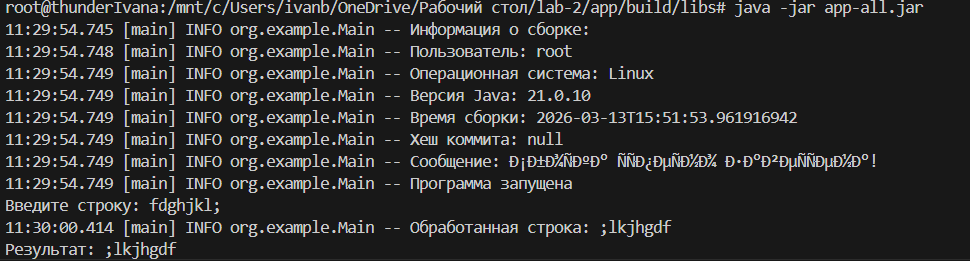 root@thunderIvana:/mnt/c/Users/ivanb/OneDrive/Рабочий стол/lab-2/app/build/libs# java -jar app-all.jar
11:29:54.745 [main] INFO org.example.Main -- Информация о сборке:
11:29:54.748 [main] INFO org.example.Main -- Пользователь: root
11:29:54.749 [main] INFO org.example.Main -- Операционная система: Linux
11:29:54.749 [main] INFO org.example.Main -- Версия Java: 21.0.10
11:29:54.749 [main] INFO org.example.Main -- Время сборки: 2026-03-13T15:51:53.961916942
11:29:54.749 [main] INFO org.example.Main -- Хеш коммита: null
11:29:54.749 [main] INFO org.example.Main -- Сообщение: Ð¡Ð±Ð¾ÑÐºÐ° ÑÑÐ¿ÐµÑÐ½Ð¾ Ð·Ð°Ð²ÐµÑÑÐµÐ½Ð°!
11:29:54.749 [main] INFO org.example.Main -- Программа запущена
Введите строку: fdghjkl;
11:30:00.414 [main] INFO org.example.Main -- Обработанная строка: ;lkjhgdf
Результат: ;lkjhgdf